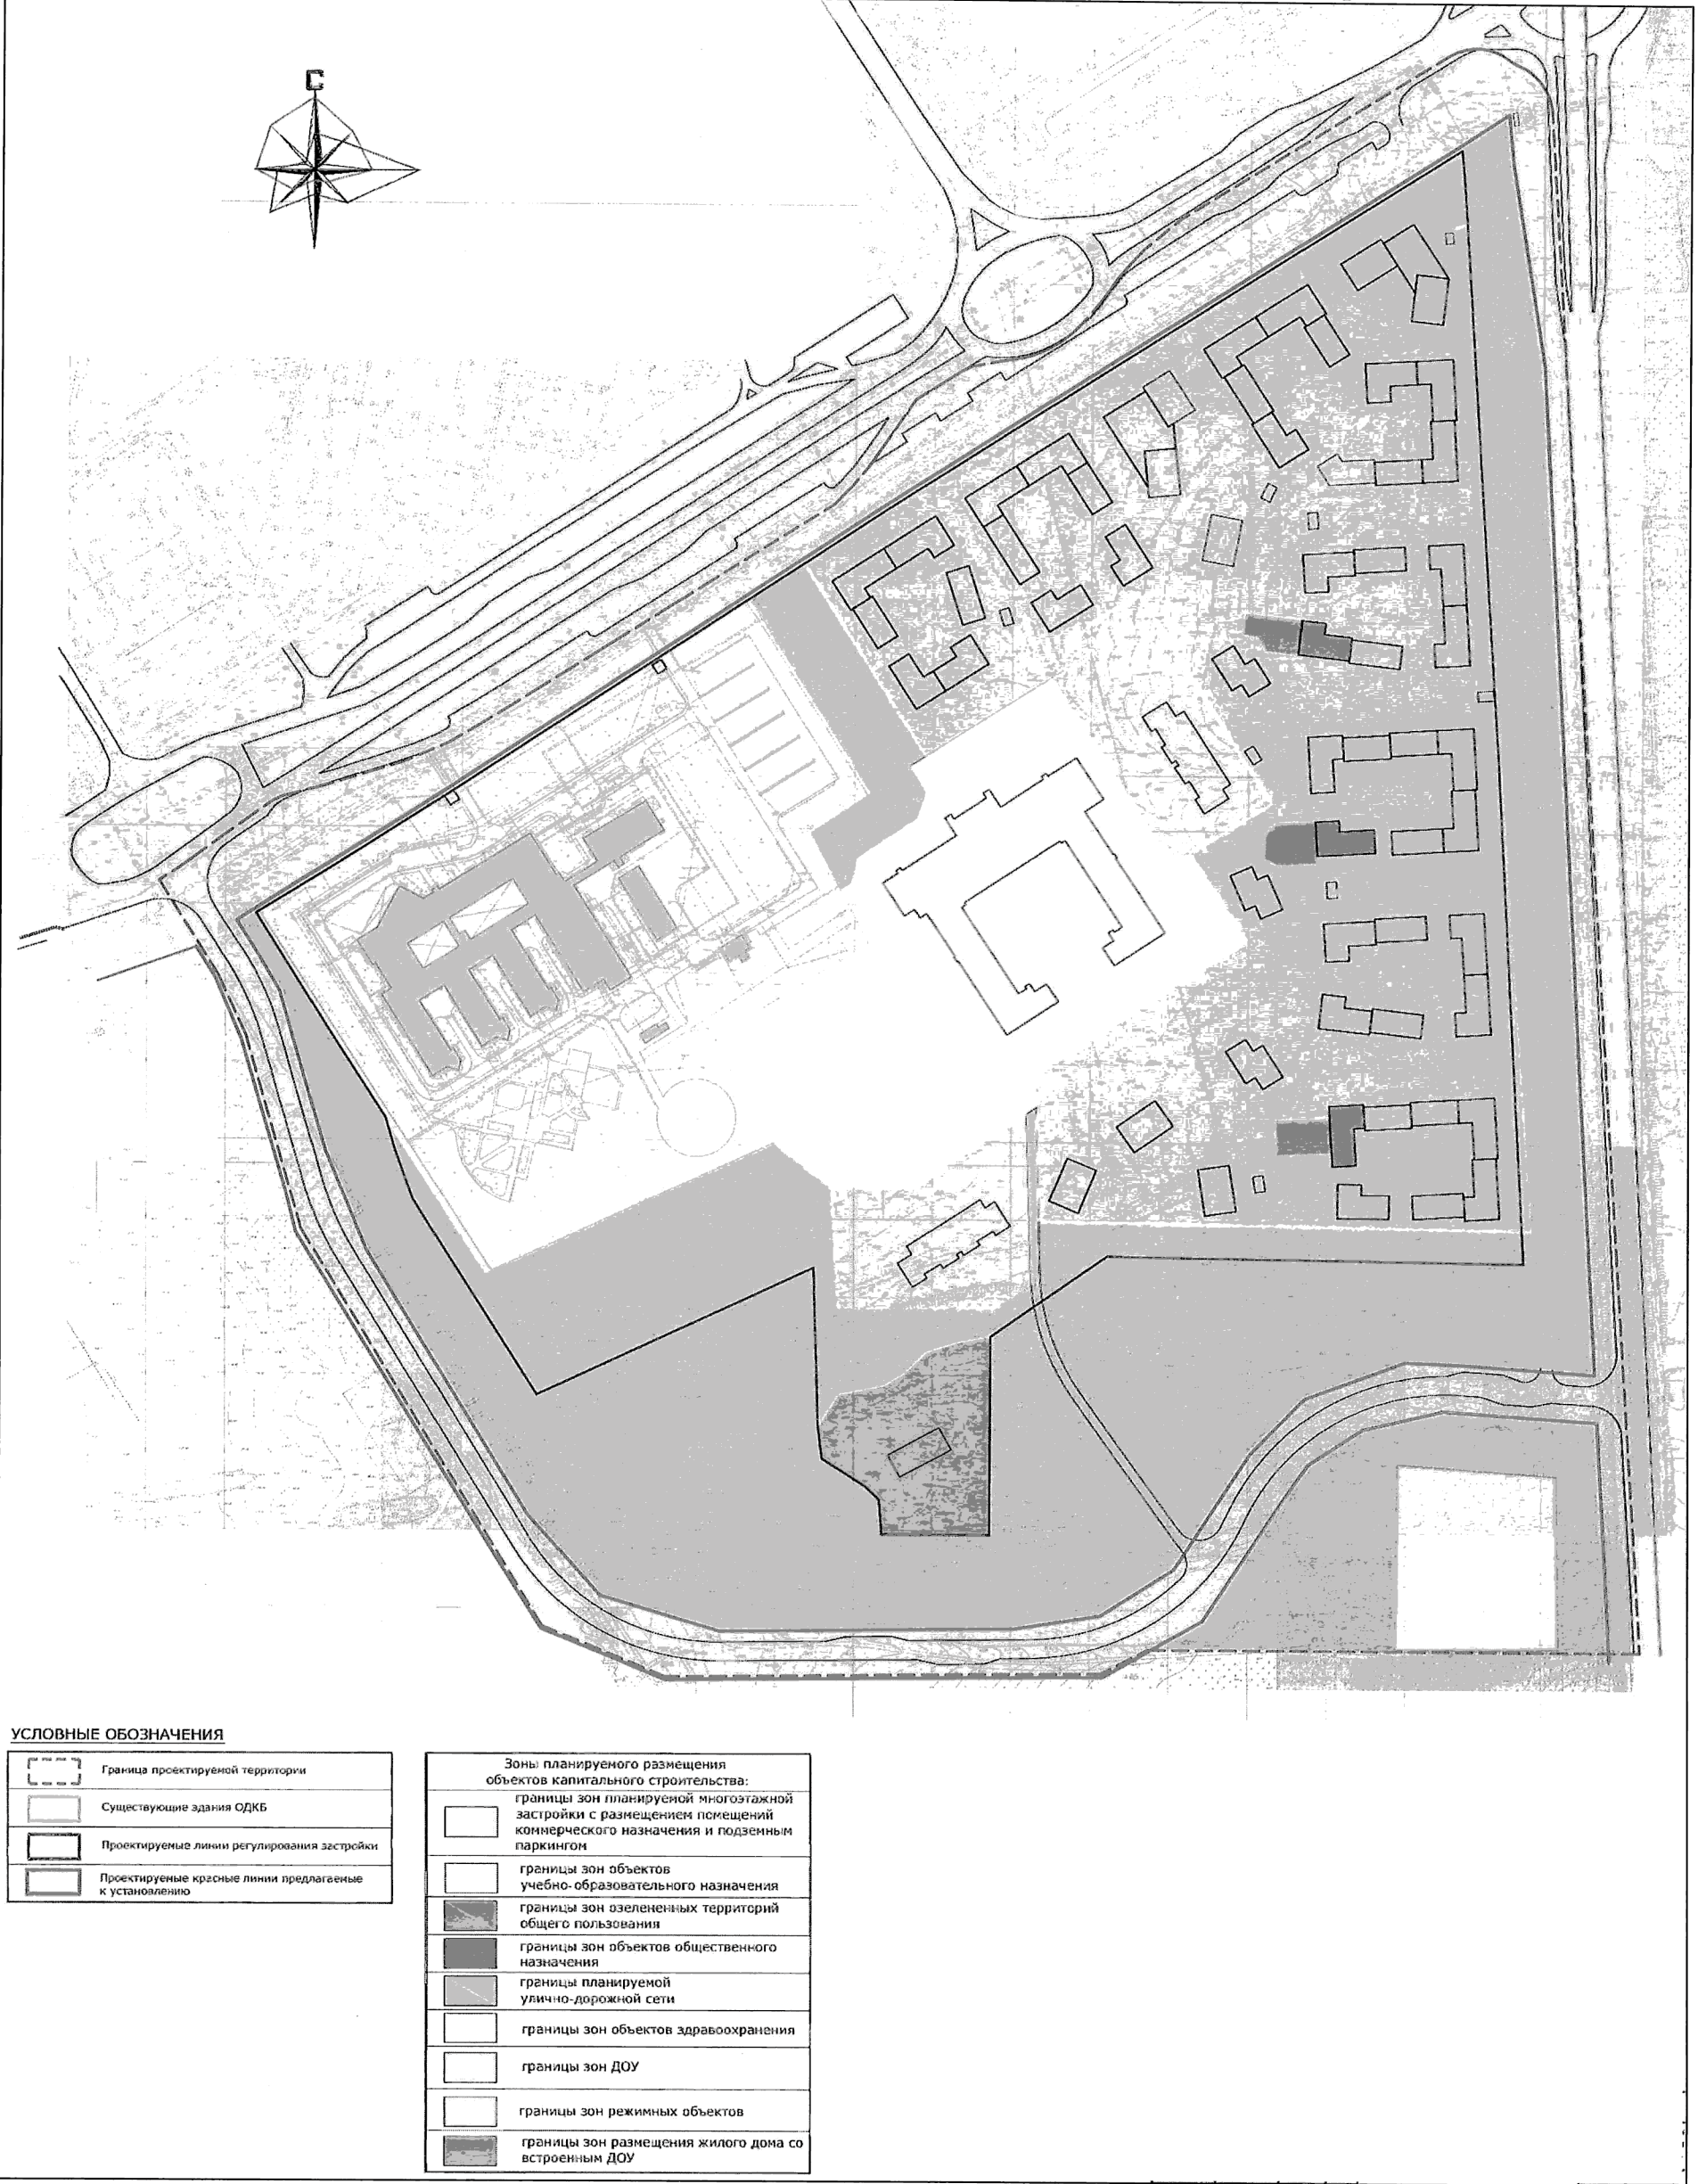 С
УСЛОВНЫЕ ОБОЗНАЧЕНИЯ
Граница проектируемой территории
Существующие здания ОДКБ
Проектируемые линии регулирования застройки
Проектируемые красные линии предлагаемые
к установлению
Зоны планируемого размещения
объектов капитального строительства:
границы зон планируемой многоэтажной
застройки с размещением помещений
коммерческого назначения и подземным
паркингом
границы зон объектов
учебно-образовательного назначения
границы зон озелененных территорий
общего пользования
границы зон объектов общественного
назначения
границы планируемой
улично-дорожной сети
границы зон объектов здравоохранения
границы зон ДОУ
границы зон режимных объектов
границы зон размещения жилого дома со
встроенным ДОУ